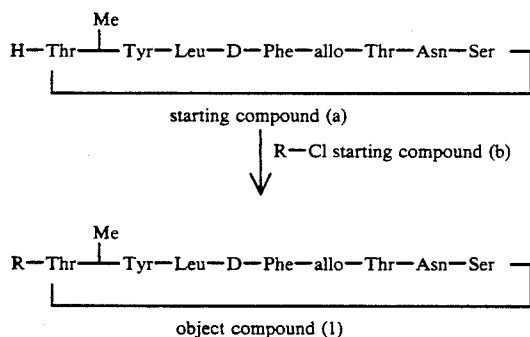 Me
H—Thr—Tyr—Leu—D—Phe—allo—Thr—Asn—Ser
starting compound (a)
R—Cl starting compound (b)
Me
R—Thr—Tyr—Leu—D—Phe—allo—Thr—Asn—Ser
object compound (1)